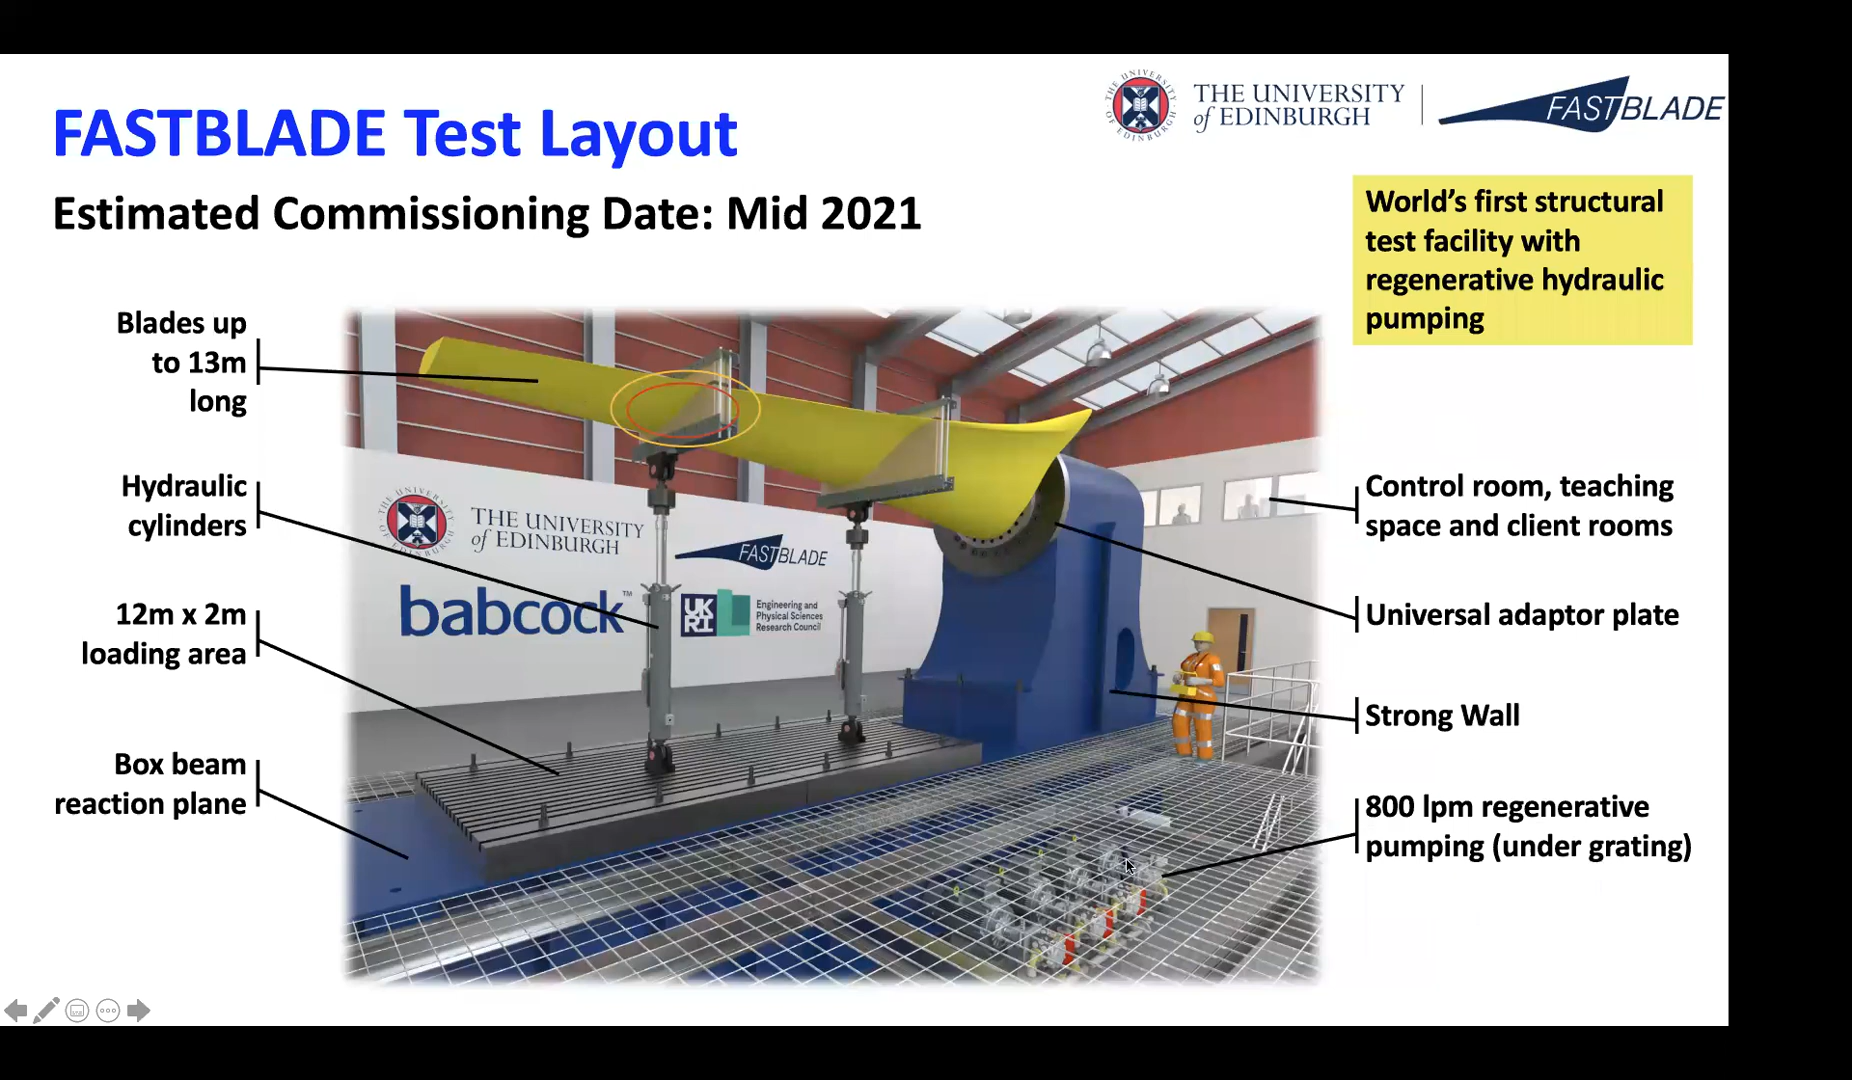 FASTBLADE Test Layout
THE UNIVERSITY
of EDINBURGH
FASTBLADE
Estimated Commissioning Date: Mid 2021
World's first structural
test facility with
regenerative hydraulic
pumping
Blades up
to 13m
long
Hydraulic
cylinders
12m x 2m
loading area
Box beam
reaction plane
THE UNIVERSITY
of EDINBURGH
FASTBLADE
babcock™
UK
RI
Engineering and
Physical Sciences
Research Council
Control room, teaching
space and client rooms
Universal adaptor plate
Strong Wall
800 lpm regenerative
pumping (under grating)